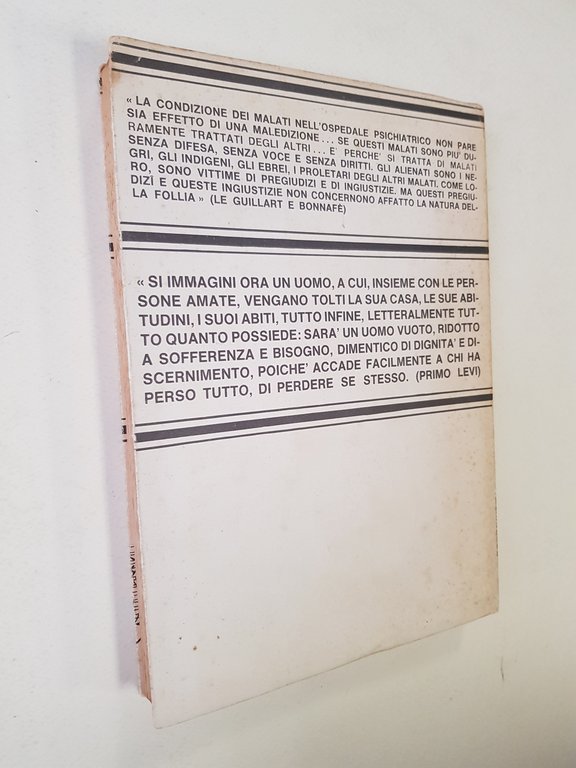 « LA CONDIZIONE DEI MALATI NELL'OSPEDALE PSICHIATRICO NON PARE
SIA EFFETTO DI UNA MALEDIZIONE... SE QUESTI MALATI SONO PIU' DU-
RAMENTE TRATTATI DEGLI ALTRI... E' PERCHE' SI TRATTA DI MALATI
SENZA DIFESA, SENZA VOCE E SENZA DIRITTI. GLI ALIENATI SONO I NE-
GRI, GLI INDIGENI, GLI EBREI, I PROLETARI DEGLI ALTRI MALATI. COME LO-
RO, SONO VITTIME DI PREGIUDIZI E DI INGIUSTIZIE. MA QUESTI PREGIU-
DIZÎ E QUESTE INGIUSTIZIE NON CONCERNONO AFFATTO LA NATURA DEL-
LA FOLLIA » (LE GUILLART E BONNAFÈ)
« SI IMMAGINI ORA UN UOMO, A CUI, INSIEME CON LE PER-
SONE AMATE, VENGANO TOLTI LA SUA CASA, LE SUE ABI-
TUDINI, I SUOI ABITI, TUTTO INFINE, LETTERALMENTE TUT-
TO QUANTO POSSIEDE: SARA' UN UOMO VUOTO, RIDOTTO
A SOFFERENZA E BISOGNO, DIMENTICO DI DIGNITA' E DI-
SCERNIMENTO, POICHE' ACCADE FACILMENTE A CHI HA
PERSO TUTTO, DI PERDERE SE STESSO. (PRIMO LEVI)